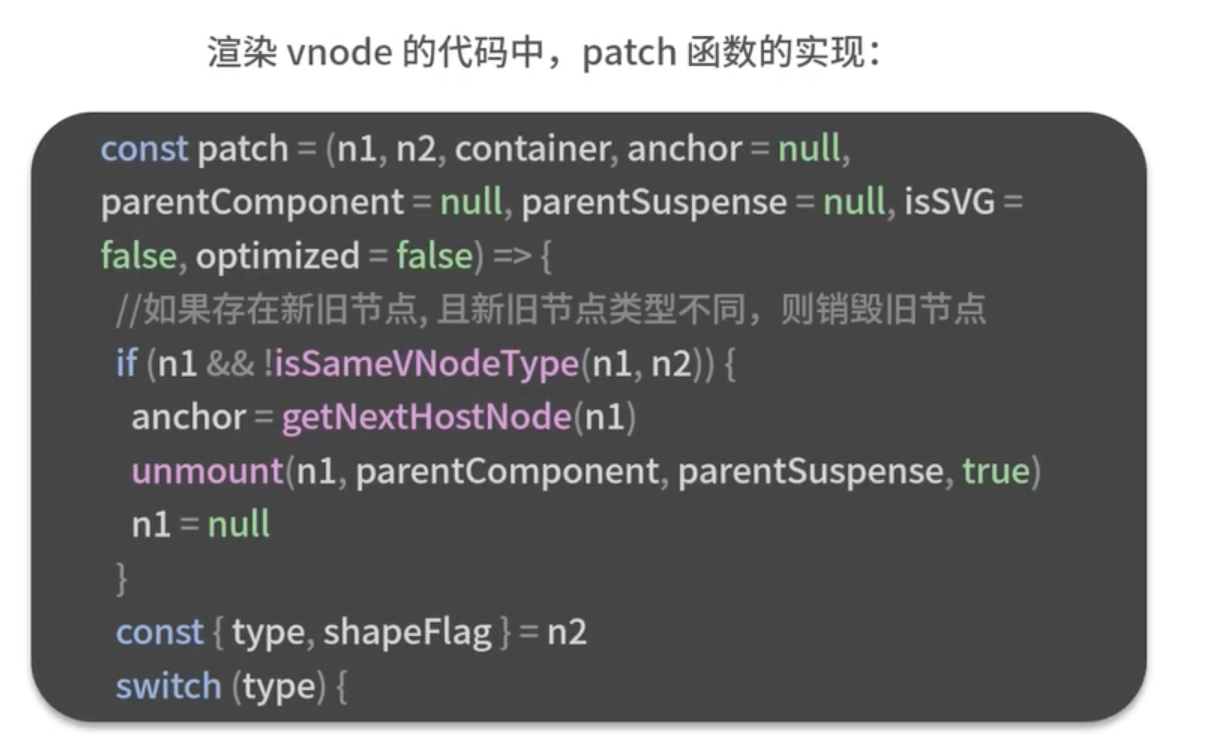 渲染 vnode 的代码中，patch 函数的实现：
const patch = (n1, n2, container, anchor = null,
parentComponent = null, parentSuspense = null, isSVG =
false, optimized = false) => {
//如果存在新旧节点, 且新旧节点类型不同，则销毁旧节点
if (n1 && !isSameVNodeType(n1, n2)) {
anchor = getNextHostNode(n1)
unmount(n1, parentComponent, parentSuspense, true)
n1 = null
}
const { type, shapeFlag } = n2
switch (type) {